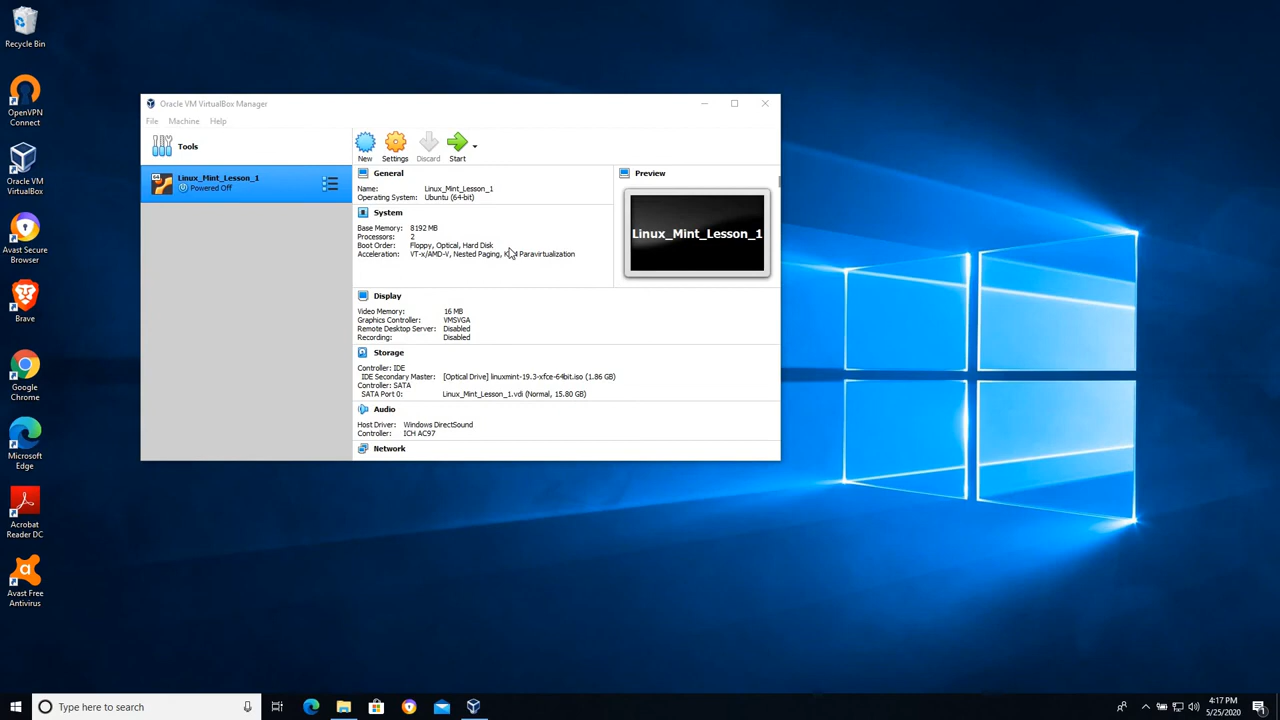 Recycle Bin
OpenVPN
Connect
Oracle VM
VirtualBox
Avast Secure
Browser
Brave
Google
Chrome
Microsoft
Edge
Acrobat
Reader DC
Avast Free
Antivirus
Oracle VM VirtualBox Manager
File Machine Help
Tools
New Settings Discard Start
64
Linux_Mint_Lesson_1
Powered Off
General
Name: Linux_Mint_Lesson_1
Operating System: Ubuntu (64-bit)
System
Base Memory: 8192 MB
Processors: 2
Boot Order: Floppy, Optical, Hard Disk
Acceleration: VT-x/AMD-V, Nested Paging, Paravirtualization
Preview
Linux_Mint_Lesson_1
Display
Video Memory: 16 MB
Graphics Controller: VMSVGA
Remote Desktop Server: Disabled
Recording: Disabled
Storage
Controller: IDE
IDE Secondary Master: [Optical Drive] linuxmint-19.3-xfce-64bit.iso (1.86 GB)
Controller: SATA
SATA Port 0: Linux_Mint_Lesson_1.vdi (Normal, 15.80 GB)
Audio
Host Driver: Windows DirectSound
Controller: ICH AC97
Network
Type here to search
4:17 PM
5/25/2020